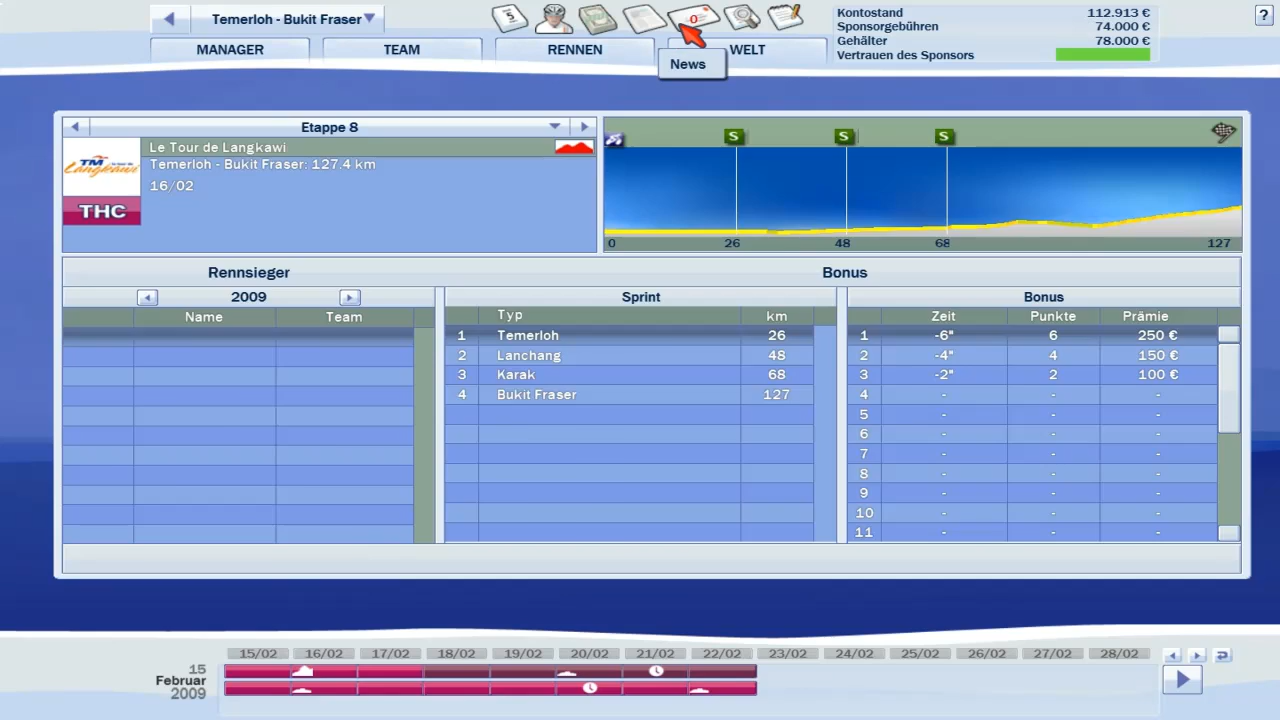 Temerloh - Bukit Fraser
5
0
Kontostand 112.913 €
Sponsorgebühren 74.000 €
Gehälter 78.000 €
Vertrauen des Sponsors
?
MANAGER TEAM RENNEN WELT
News
Etappe 8
Le Tour de Langkawi
Temerloh - Bukit Fraser: 127.4 km
16/02
TM
Langkawi
THC
S S S
0 26 48 68 127
Rennsieger Bonus
2009 Sprint Bonus
Name Team Typ km Zeit Punkte Prämie
1 Temerloh 26 1 -6" 6 250 €
2 Lanchang 48 2 -4" 4 150 €
3 Karak 68 3 -2" 2 100 €
4 Bukit Fraser 127 4 - - -
5 - - -
6 - - -
7 - - -
8 - - -
9 - - -
10 - - -
11 - - -
15/02 16/02 17/02 18/02 19/02 20/02 21/02 22/02 23/02 24/02 25/02 26/02 27/02 28/02
15
Februar
2009